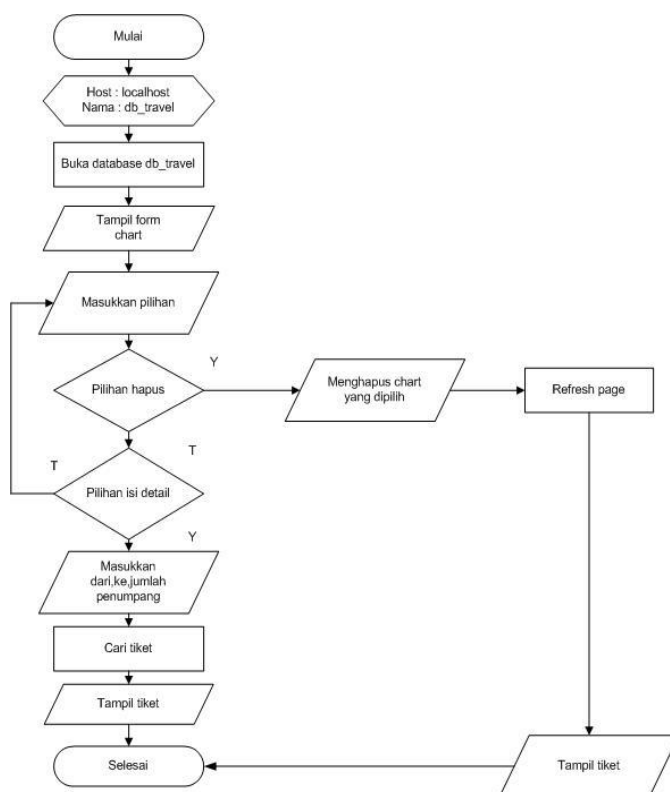 Mulai
Host : localhost
Nama : db_travel
Buka database db_travel
Tampil form
chart
Masukkan pilihan
Pilihan hapus
Y
Menghapus chart
yang dipilih
Refresh page
T
Pilihan isi detail
T
Y
Masukkan
dari,ke,jumlah
penumpang
Cari tiket
Tampil tiket
Selesai
Tampil tiket